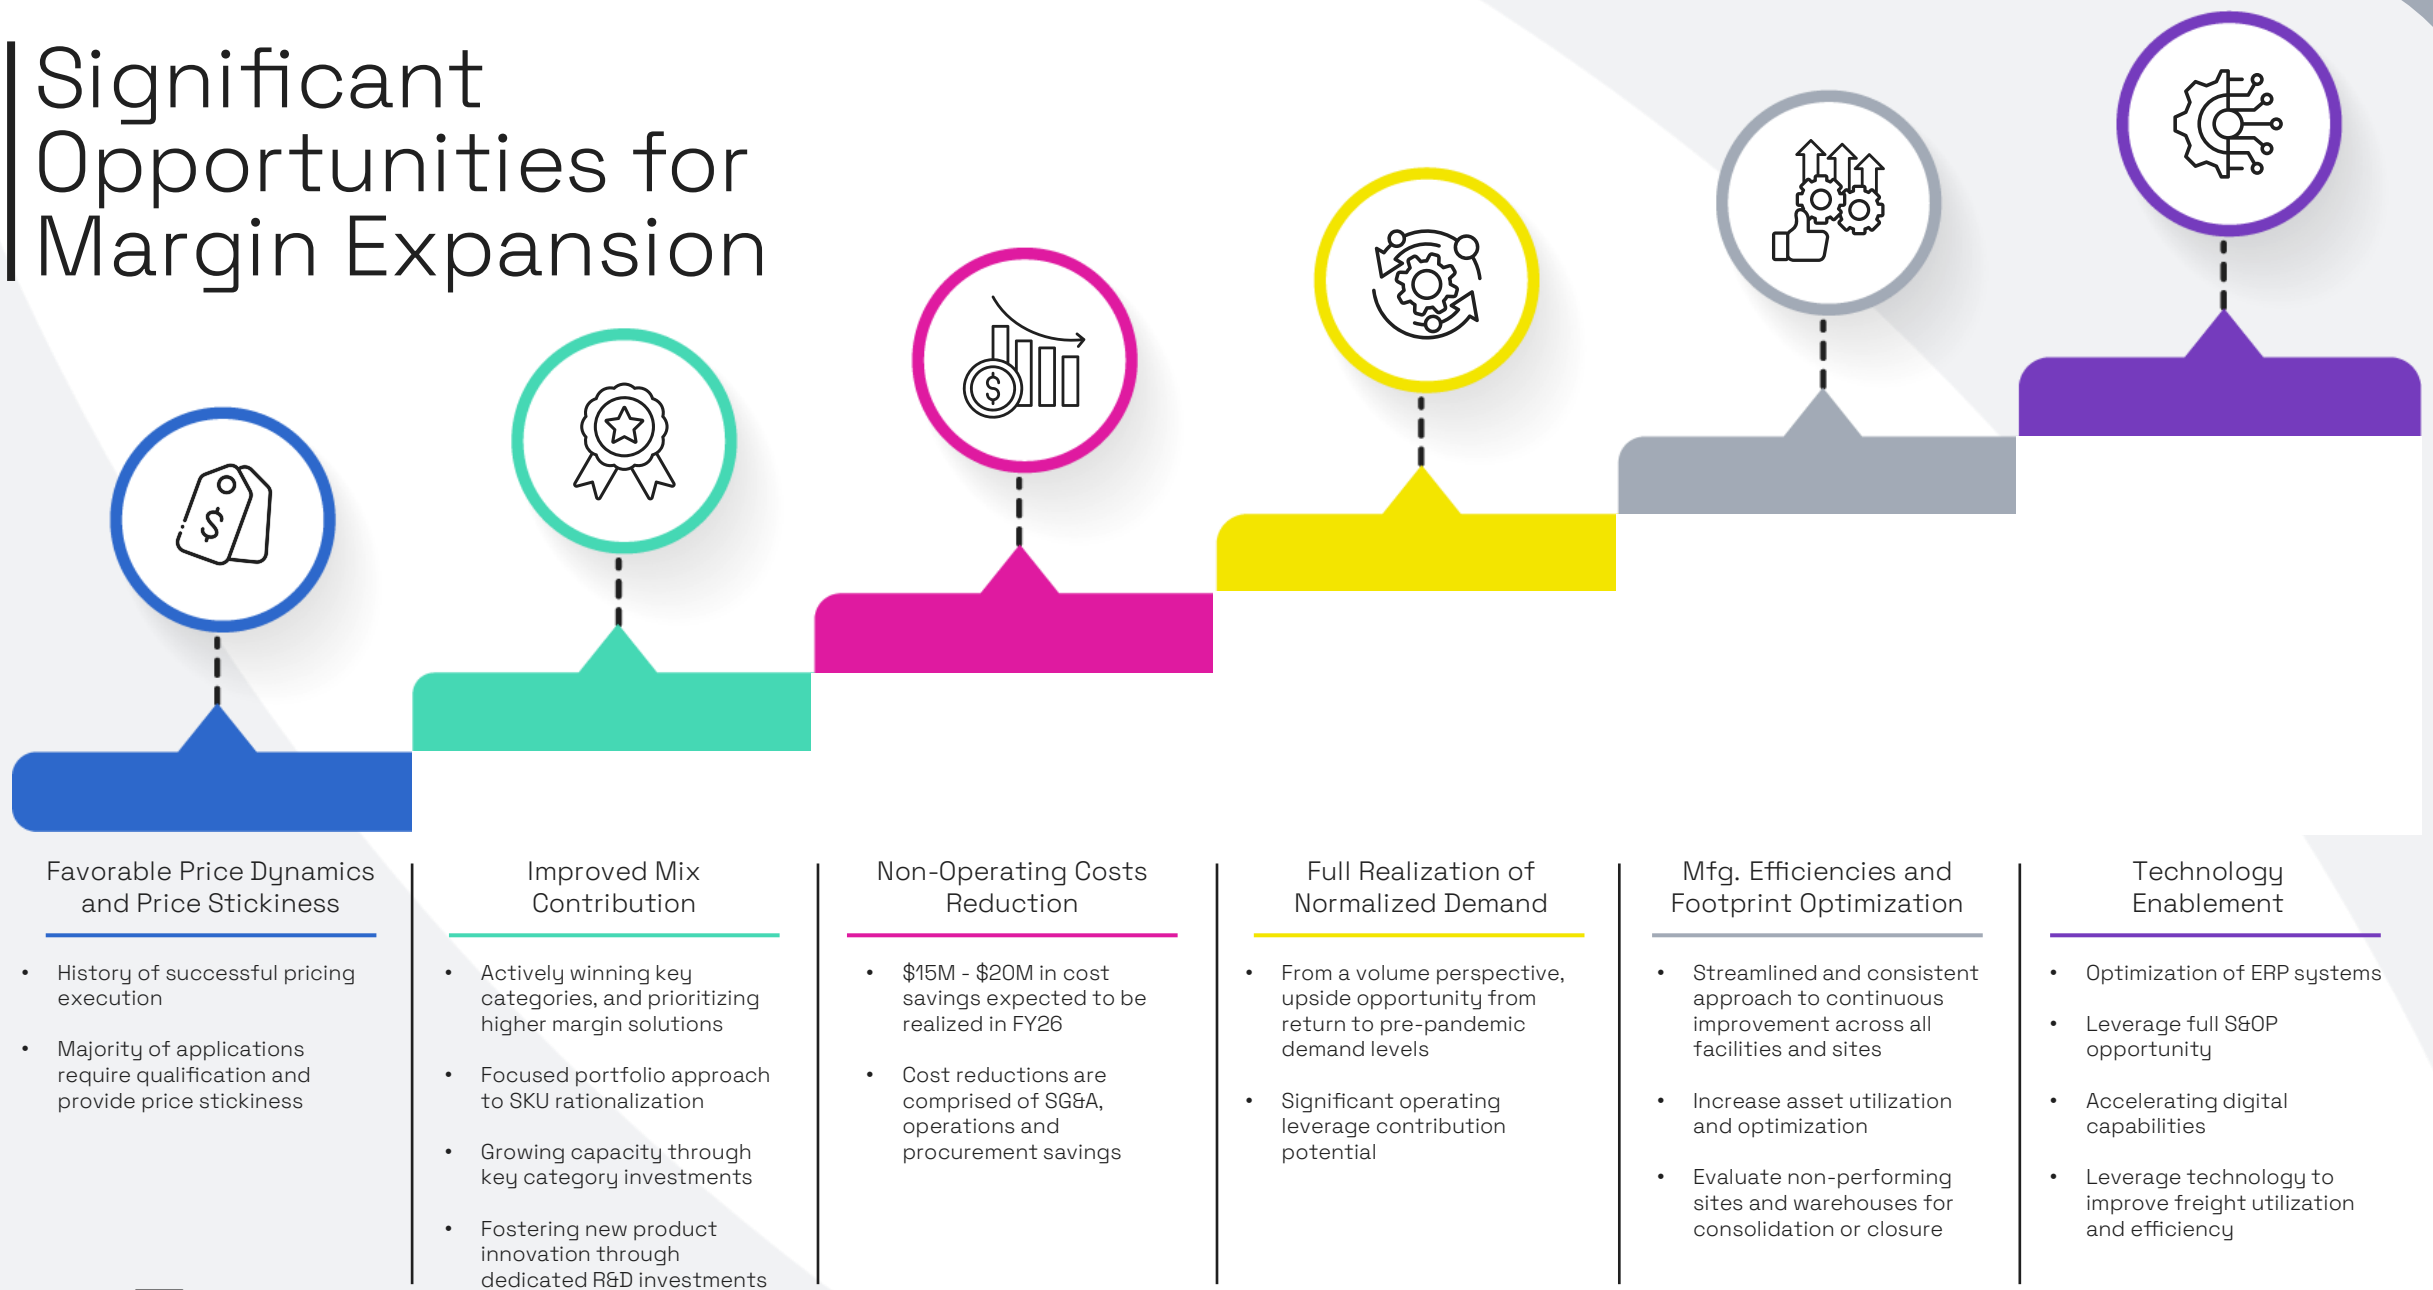 Significant
Opportunities for
Margin Expansion
$
$
Favorable Price Dynamics
and Price Stickiness
• History of successful pricing
execution
• Majority of applications
require qualification and
provide price stickiness
Improved Mix
Contribution
• Actively winning key
categories, and prioritizing
higher margin solutions
• Focused portfolio approach
to SKU rationalization
• Growing capacity through
key category investments
• Fostering new product
innovation through
dedicated R&D investments
Non-Operating Costs
Reduction
• $15M - $20M in cost
savings expected to be
realized in FY26
• Cost reductions are
comprised of SG&A,
operations and
procurement savings
Full Realization of
Normalized Demand
• From a volume perspective,
upside opportunity from
return to pre-pandemic
demand levels
• Significant operating
leverage contribution
potential
Mfg. Efficiencies and
Footprint Optimization
• Streamlined and consistent
approach to continuous
improvement across all
facilities and sites
• Increase asset utilization
and optimization
• Evaluate non-performing
sites and warehouses for
consolidation or closure
Technology
Enablement
• Optimization of ERP systems
• Leverage full S&OP
opportunity
• Accelerating digital
capabilities
• Leverage technology to
improve freight utilization
and efficiency